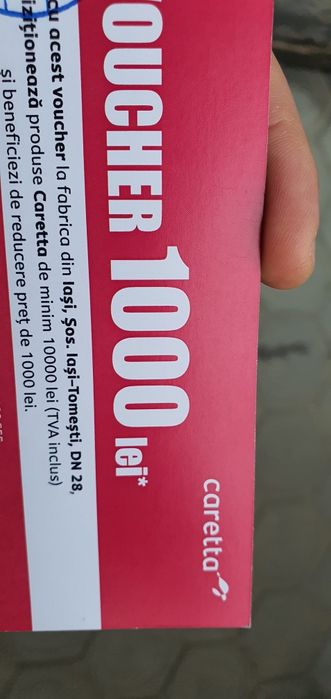 caretta
VOUCHER 1000 lei*
cu acest voucher la fabrica din Iași, Șos. Iași-Tomești, DN 28,
iziționează produse Caretta de minim 10000 lei (TVA inclus)
și beneficiezi de reducere preț de 1000 lei.